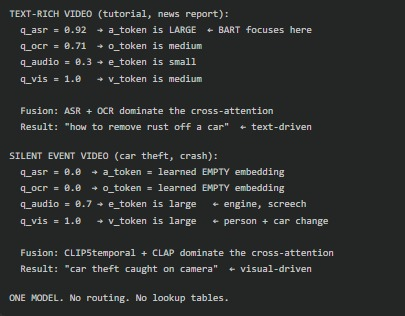 TEXT-RICH VIDEO (tutorial, news report):
q_asr = 0.92 → a_token is LARGE ← BART focuses here
q_ocr = 0.71 → o_token is medium
q_audio = 0.3 → e_token is small
q_vis = 1.0 → v_token is medium
Fusion: ASR + OCR dominate the cross-attention
Result: "how to remove rust off a car" ← text-driven
SILENT EVENT VIDEO (car theft, crash):
q_asr = 0.0 → a_token = learned EMPTY embedding
q_ocr = 0.0 → o_token = learned EMPTY embedding
q_audio = 0.7 → e_token is large ← engine, screech
q_vis = 1.0 → v_token is large ← person + car change
Fusion: CLIP5temporal + CLAP dominate the cross-attention
Result: "car theft caught on camera" ← visual-driven
ONE MODEL. No routing. No lookup tables.